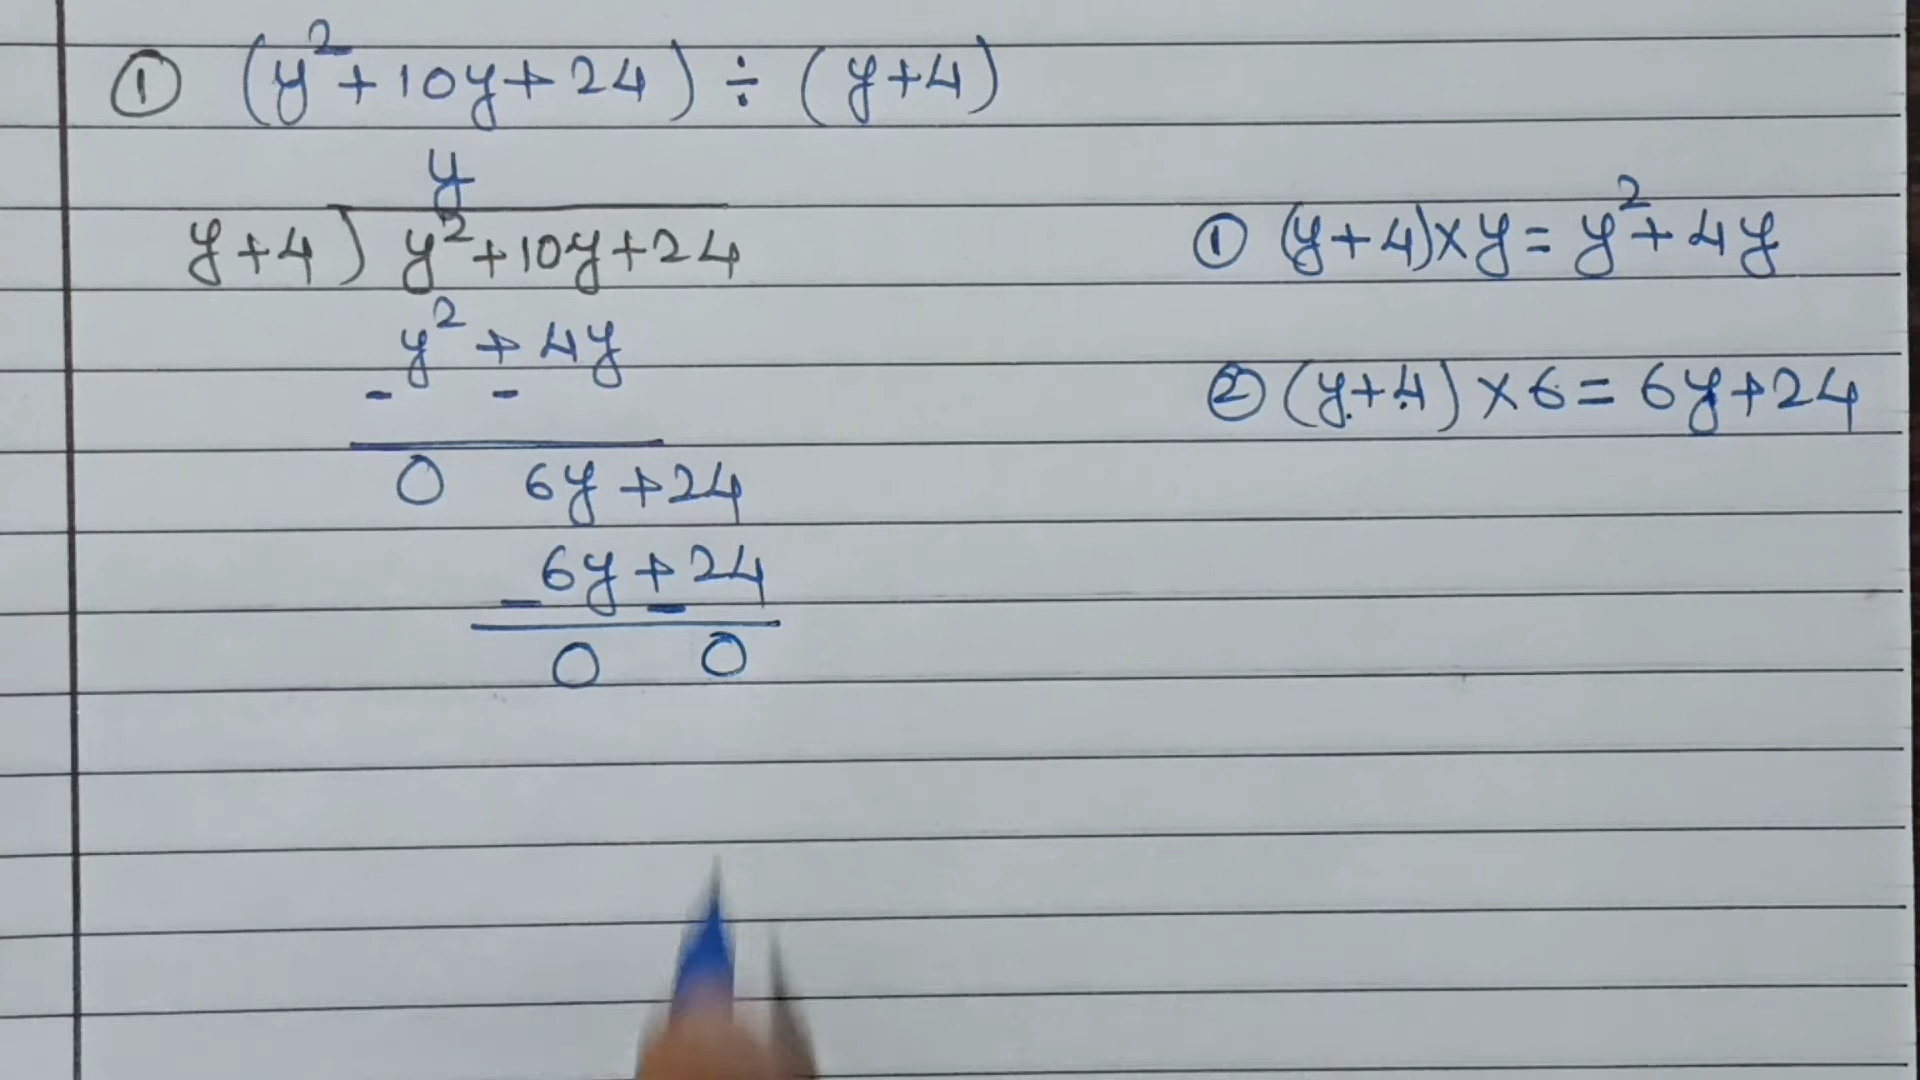 ① (y²+10y+24) ÷ (y+4)
y
y+4) y²+10y+24
y² + 4y
- -
0 6y+24
6y+24
- -
0 0
① (y+4)×y= y²+4y
② (y+4)×6= 6y+24